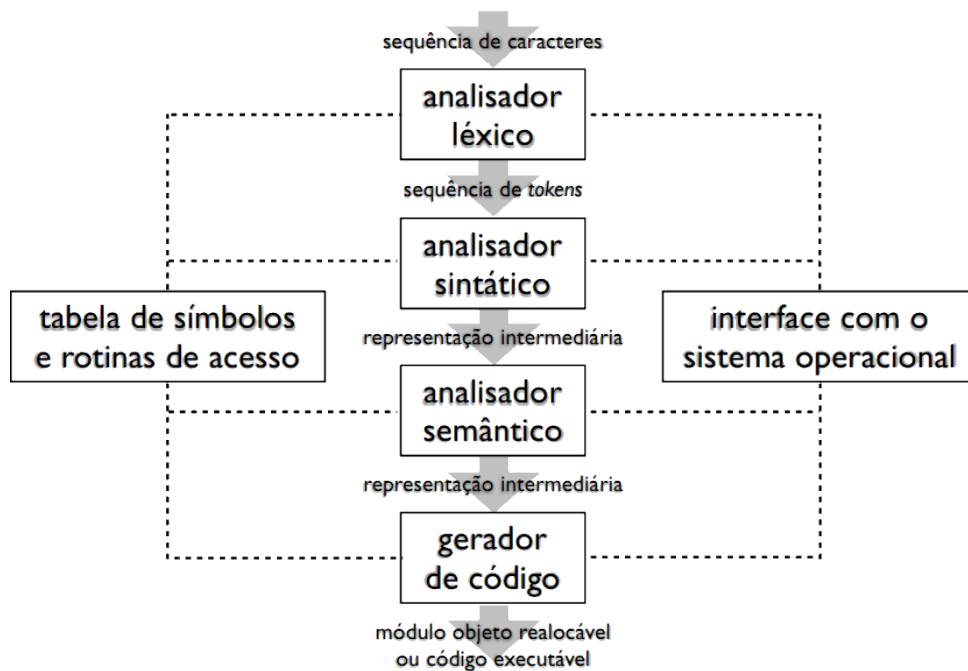 sequência de caracteres
analisador
léxico
sequência de tokens
analisador
sintático
tabela de símbolos
e rotinas de acesso
interface com o
sistema operacional
representação intermediária
analisador
semântico
representação intermediária
gerador
de código
módulo objeto realocável
ou código executável